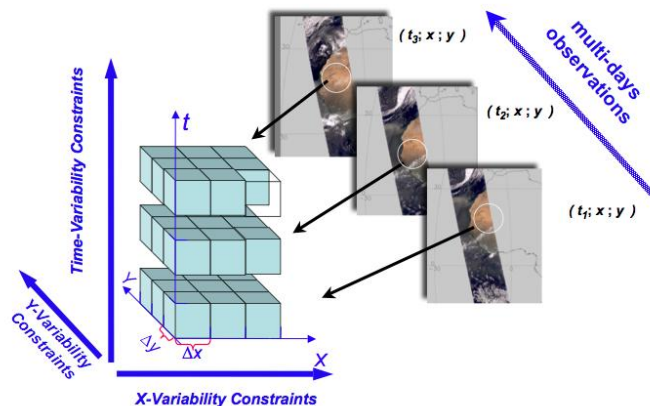 ( t3; x ; y )
multi-days
observations
( t2; x ; y )
( t1; x ; y )
Time-Variability Constraints
t
Y-Variability
Constraints
Y
Δy
Δx
X
X-Variability Constraints